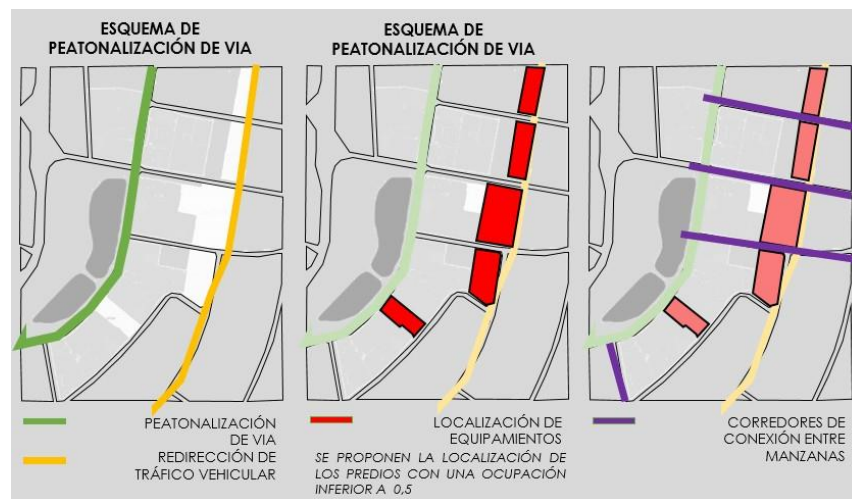 ESQUEMA DE
PEATONALIZACIÓN DE VIA
PEATONALIZACIÓN
DE VIA
REDIRECCIÓN DE
TRÁFICO VEHICULAR
ESQUEMA DE
PEATONALIZACIÓN DE VIA
LOCALIZACIÓN DE
EQUIPAMIENTOS
SE PROPONEN LA LOCALIZACIÓN DE
LOS PREDIOS CON UNA OCUPACIÓN
INFERIOR A 0,5
CORREDORES DE
CONEXIÓN ENTRE
MANZANAS